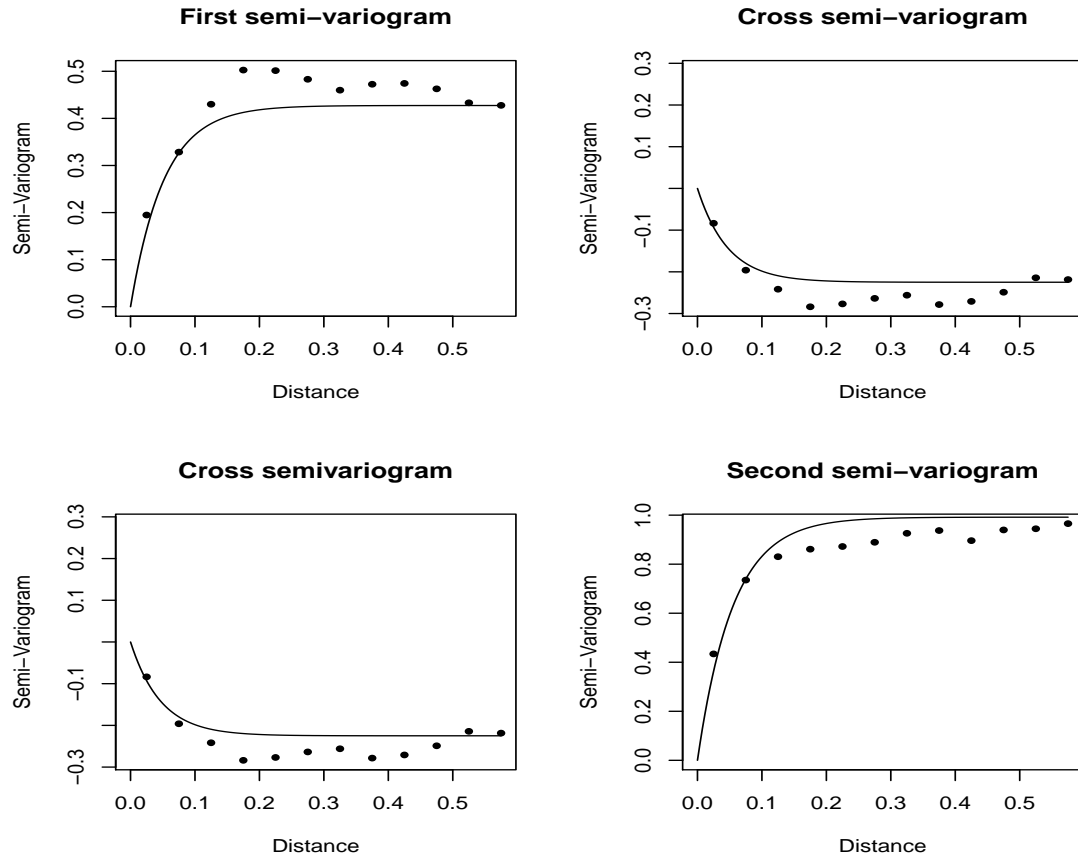 First semi−variogram
Semi−Variogram
0.5
0.4
0.3
0.2
0.1
0.0
0.0 0.1 0.2 0.3 0.4 0.5
Distance
Cross semi−variogram
Semi−Variogram
0.3
0.2
0.1
−0.1
−0.3
0.0 0.1 0.2 0.3 0.4 0.5
Distance
Cross semivariogram
Semi−Variogram
0.3
0.2
0.1
−0.1
−0.3
0.0 0.1 0.2 0.3 0.4 0.5
Distance
Second semi−variogram
Semi−Variogram
1.0
0.8
0.6
0.4
0.2
0.0
0.0 0.1 0.2 0.3 0.4 0.5
Distance